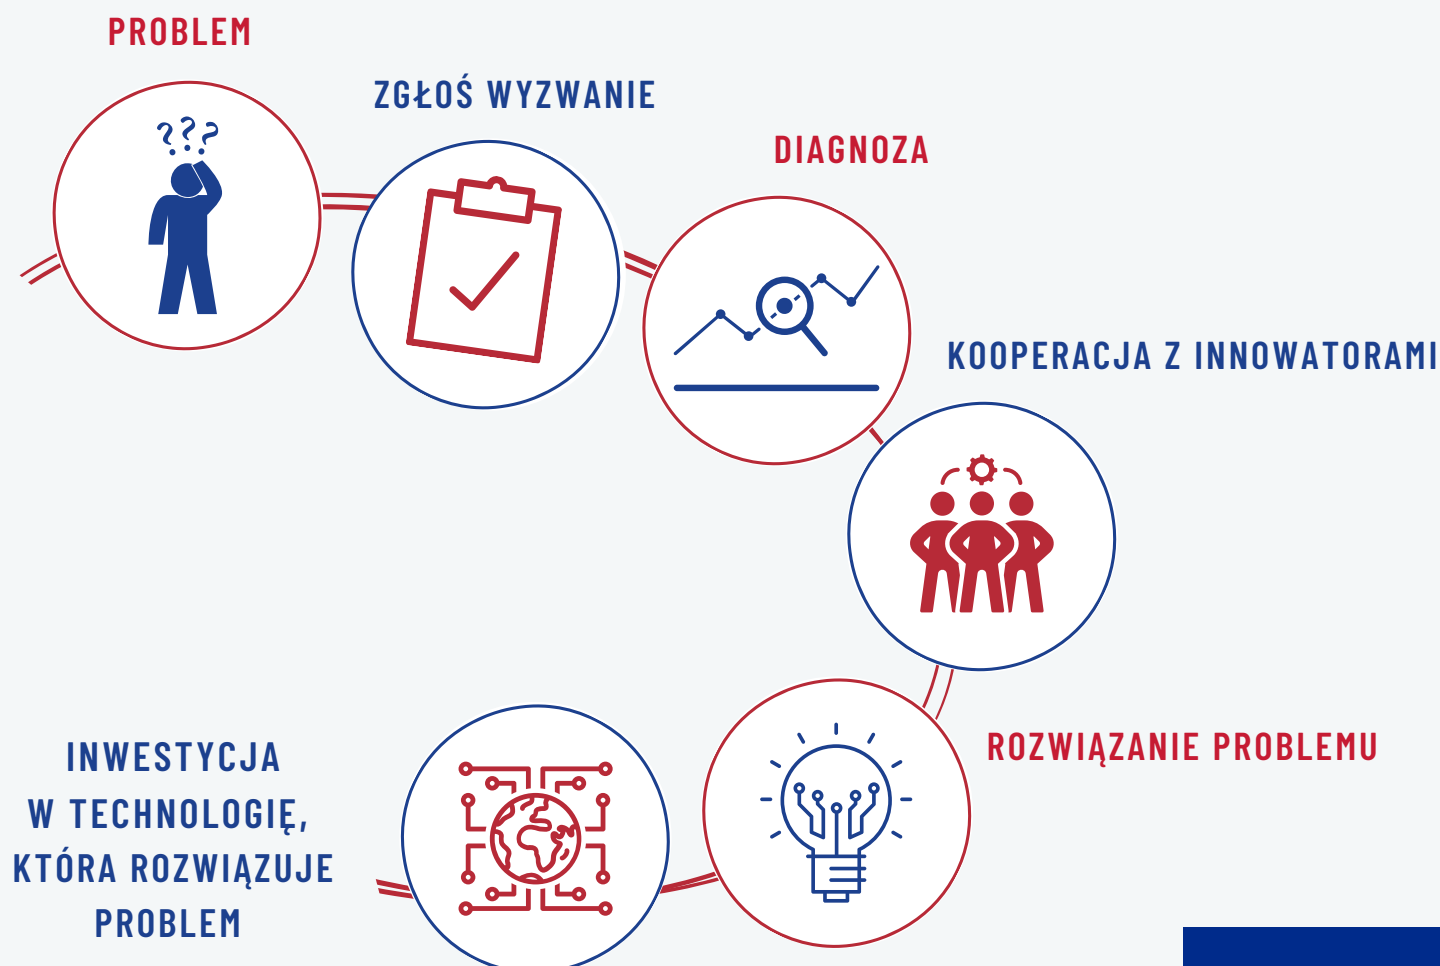 PROBLEM
ZGŁOŚ WYZWANIE
DIAGNOZA
KOOPERACJA Z INNOWATORAMI
ROZWIĄZANIE PROBLEMU
INWESTYCJA
W TECHNOLOGIĘ,
KTÓRA ROZWIĄZUJE
PROBLEM